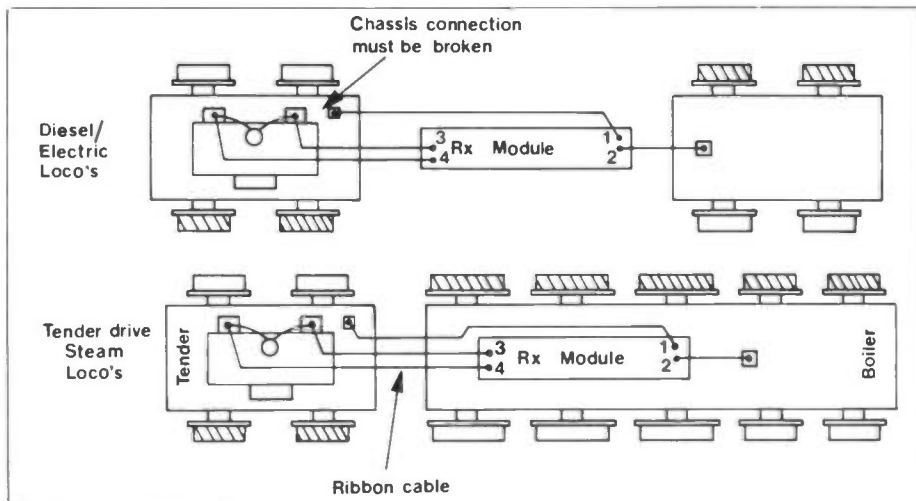 Chassis connection
must be broken
Diesel/
Electric
Loco's
3
4
Rx Module
1
2
Tender drive
Steam
Loco's
Tender
3
4
Rx Module
1
2
Boiler
Ribbon cable